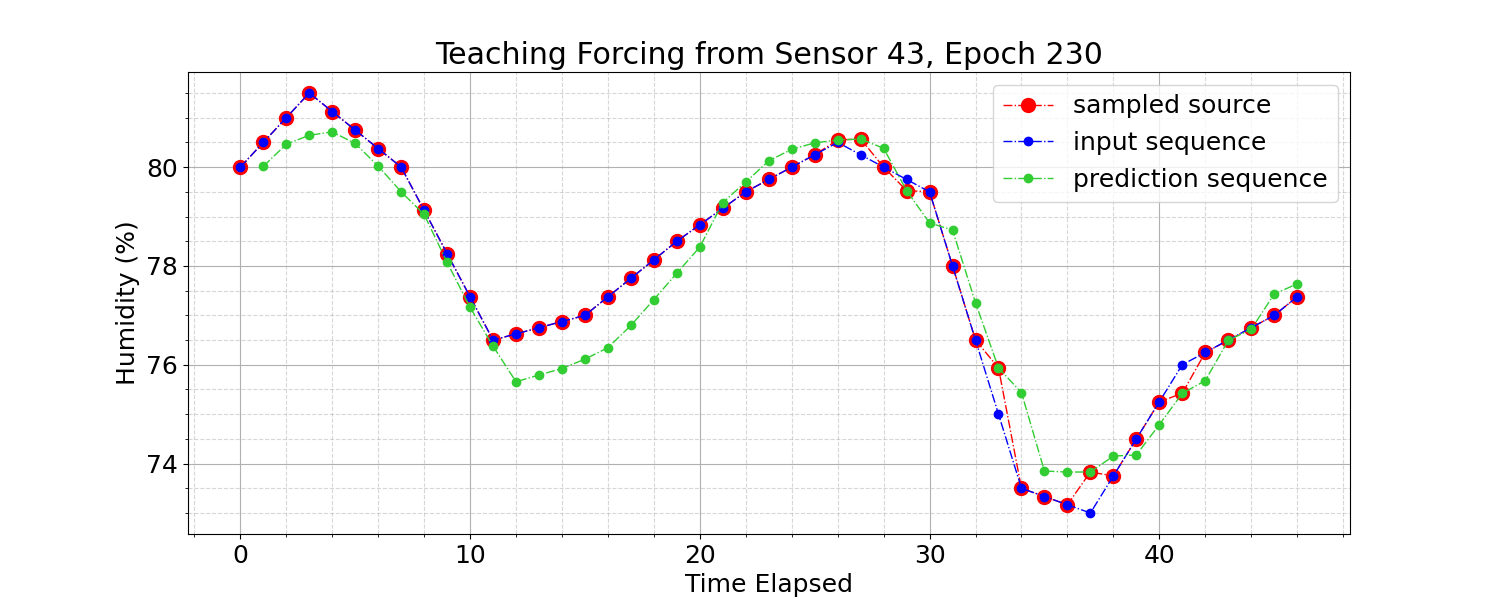 Teaching Forcing from Sensor 43, Epoch 230
sampled source
input sequence
prediction sequence
Humidity (%)
80
78
76
74
0 10 20 30 40
Time Elapsed